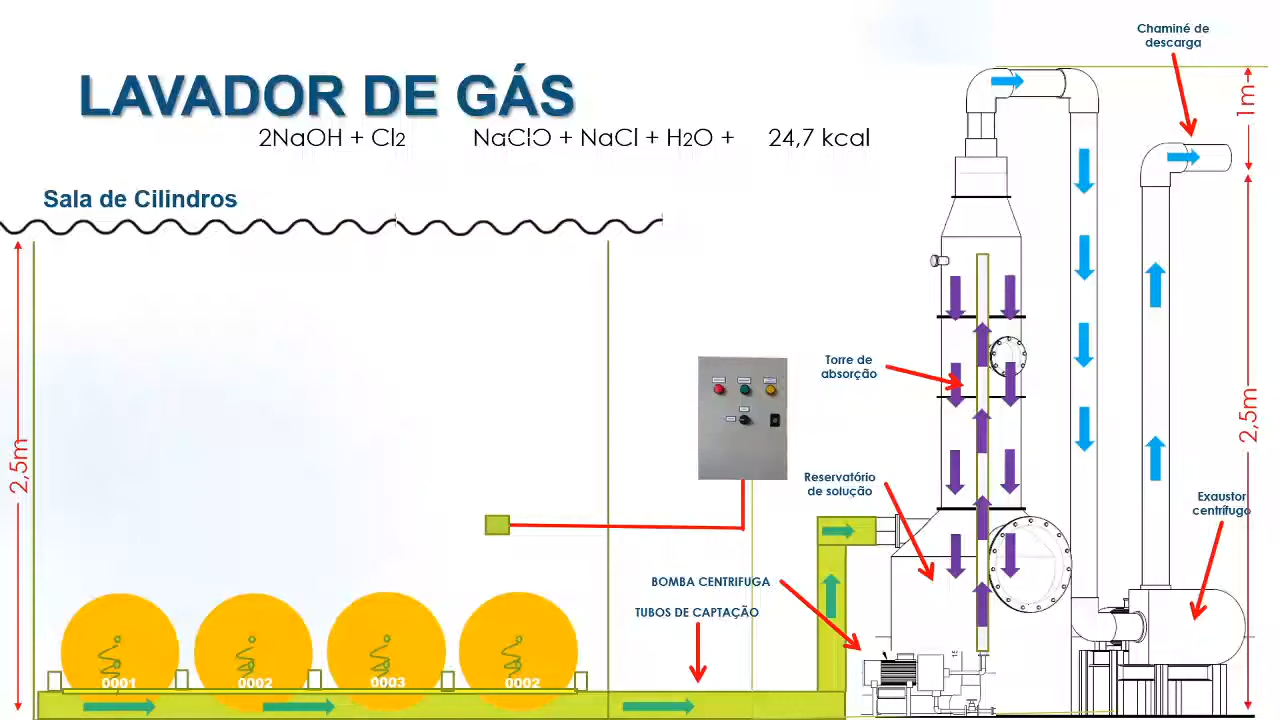 Chaminé de
descarga
LAVADOR DE GÁS
2NaOH + Cl2 NaClO + NaCl + H2O + 24,7 kcal
Sala de Cilindros
1m
2,5m
2,5m
Torre de
absorção
Reservatório
de solução
Exaustor
centrífugo
BOMBA CENTRIFUGA
TUBOS DE CAPTAÇÃO
0001
0002
0003
0002